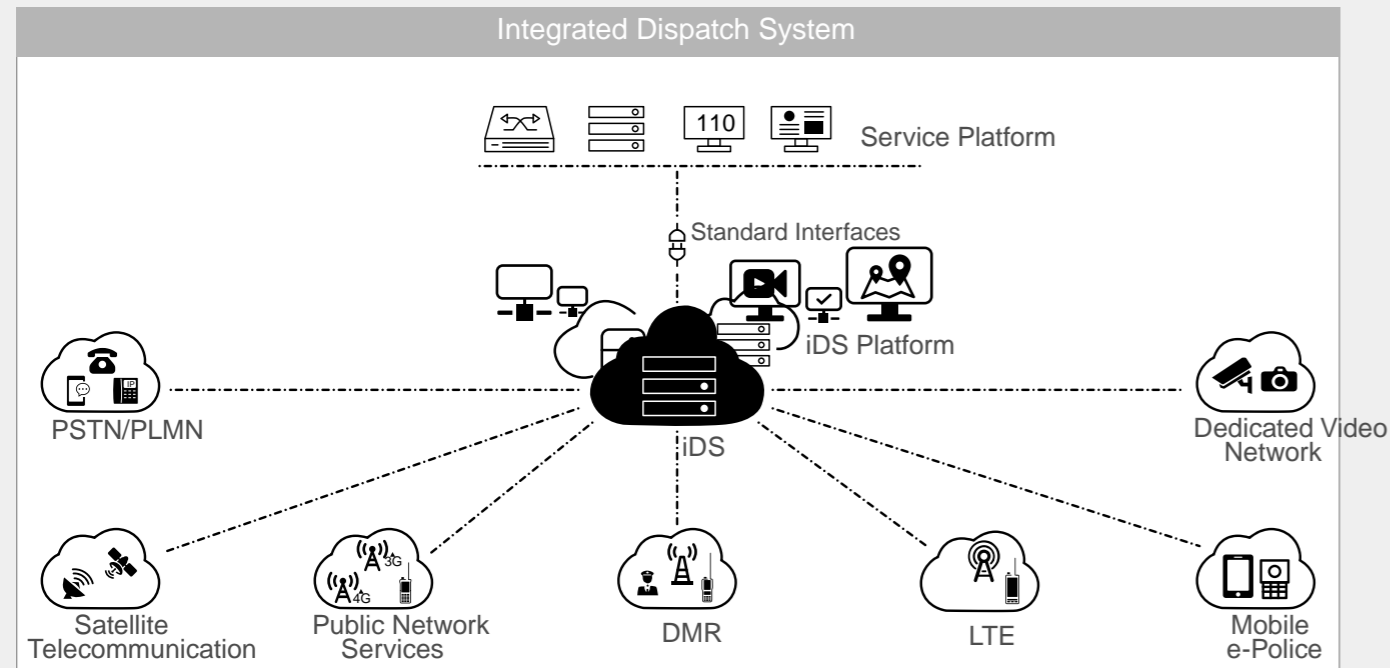 Integrated Dispatch System
110
Service Platform
Standard Interfaces
iDS Platform
IP
PSTN/PLMN
iDS
Dedicated Video
Network
3G
4G
Satellite
Telecommunication
Public Network
Services
DMR
LTE
Mobile
e-Police